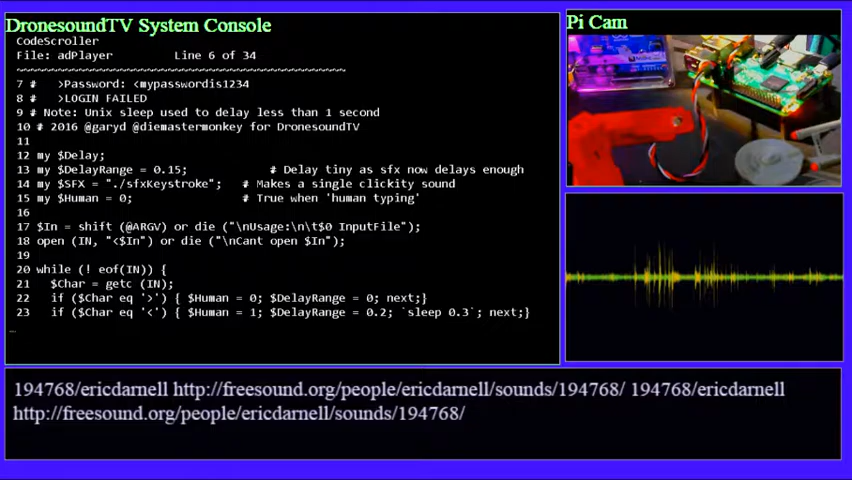 DronesoundTV System Console
CodeScroller
File: adPlayer          Line 6 of 34
~~~~~~~~~~~~~~~~~~~~~~~~~~~~~~~~~~~~~~~~~~~~~~~~~~~~~~~
7 #   >Password: <mypasswordis1234
8 #   >LOGIN FAILED
9 # Note: Unix sleep used to delay less than 1 second
10 # 2016 @garyd @diemastermonkey for DronesoundTV
11
12 my $Delay;
13 my $DelayRange = 0.15;              # Delay tiny as sfx now delays enough
14 my $SFX = "./sfxKeystroke";   # Makes a single clickity sound
15 my $Human = 0;                      # True when 'human typing'
16
17 $In = shift (@ARGV) or die ("\nUsage:\n\t$0 InputFile");
18 open (IN, "<$In") or die ("\nCant open $In");
19
20 while (! eof(IN)) {
21   $Char = getc (IN);
22   if ($Char eq '>') { $Human = 0; $DelayRange = 0; next;}
23   if ($Char eq '<') { $Human = 1; $DelayRange = 0.2; `sleep 0.3`; next;}
Pi Cam
194768/ericdarnell http://freesound.org/people/ericdarnell/sounds/194768/ 194768/ericdarnell
http://freesound.org/people/ericdarnell/sounds/194768/